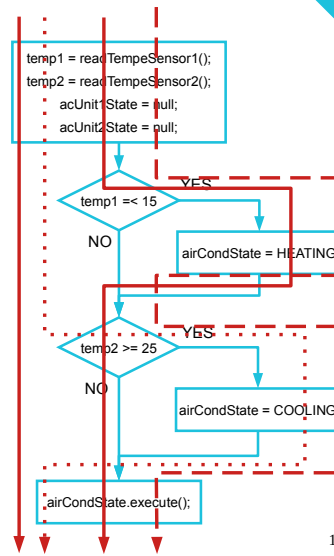 temp1 = readTempeSensor1();
temp2 = readTempeSensor2();
acUnit1State = null;
acUnit2State = null;
YES
temp1 =< 15
NO
airCondState = HEATING
YES
temp2 >= 25
NO
airCondState = COOLING
airCondState.execute();
1